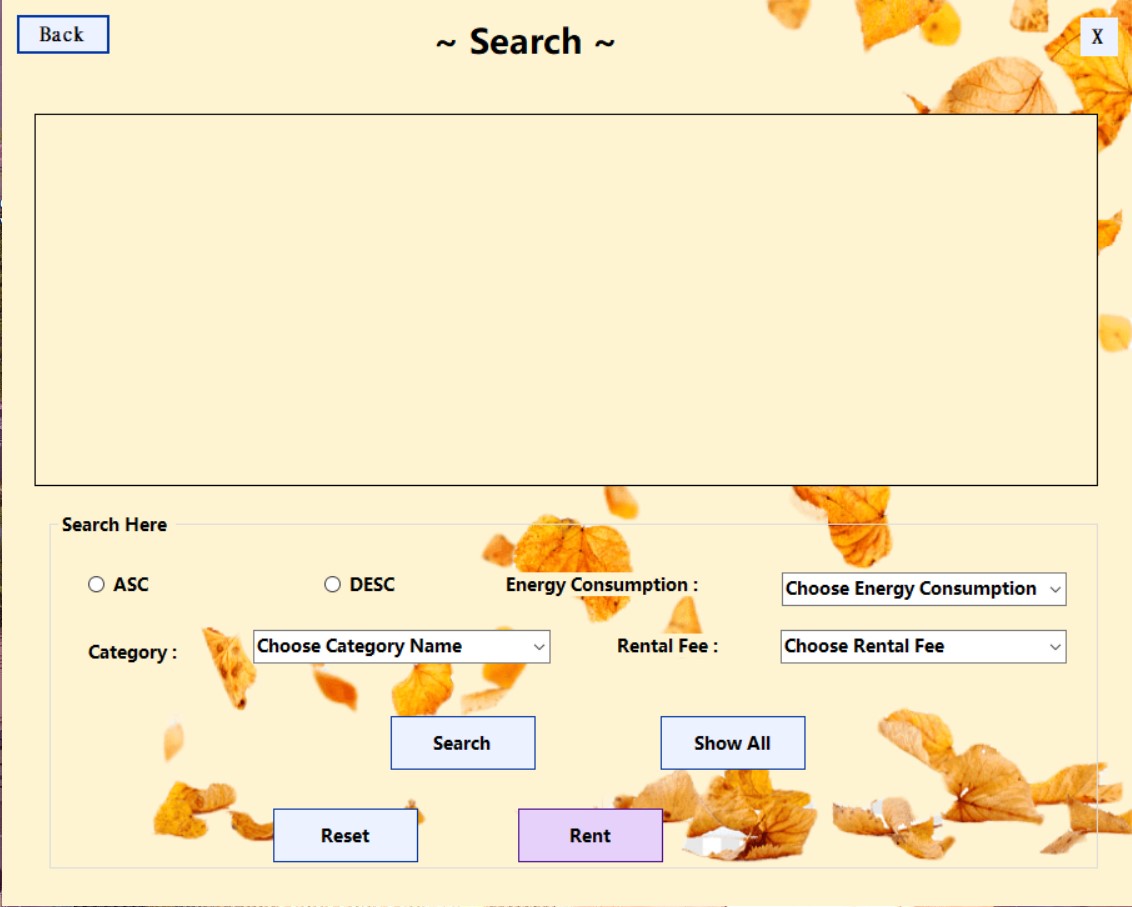 Back
~ Search ~
X
Search Here
ASC
DESC
Energy Consumption :
Choose Energy Consumption
Category :
Choose Category Name
Rental Fee :
Choose Rental Fee
Search
Show All
Reset
Rent